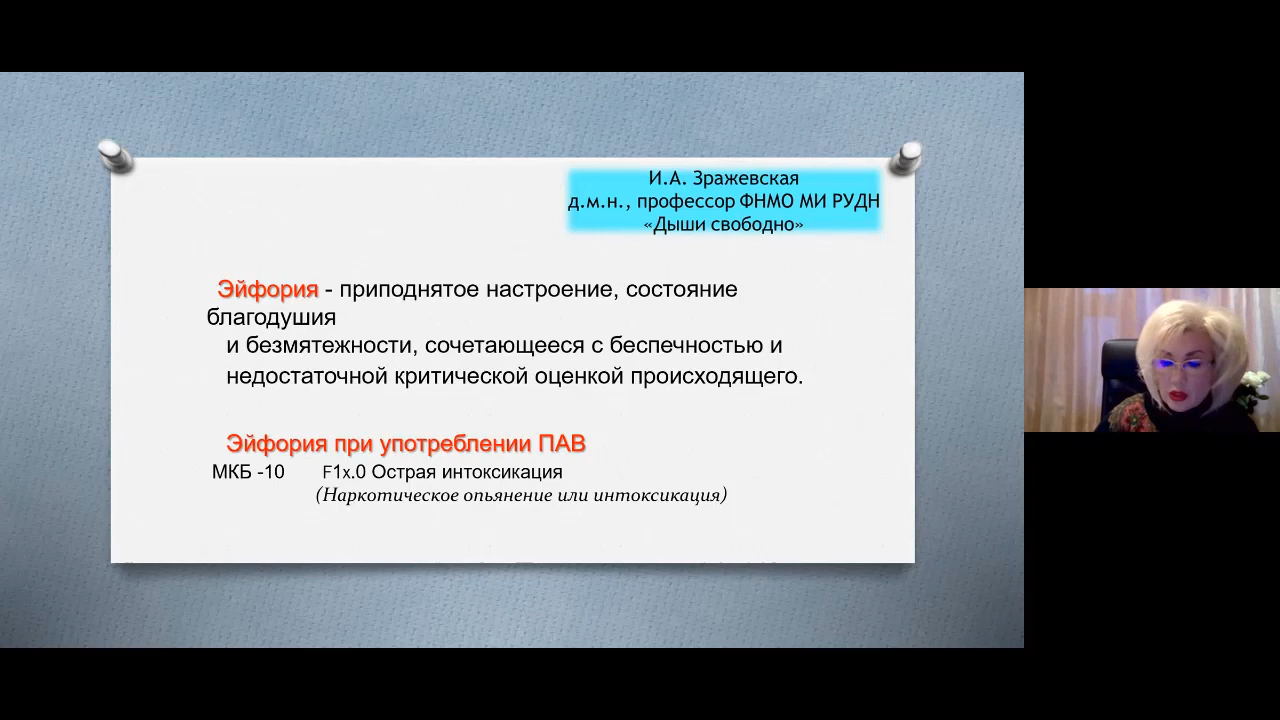 И.А. Зражевская
д.м.н., профессор ФНМО МИ РУДН
«Дыши свободно»
Эйфория - приподнятое настроение, состояние
благодушия
и безмятежности, сочетающееся с беспечностью и
недостаточной критической оценкой происходящего.
Эйфория при употреблении ПАВ
МКБ -10 F1x.0 Острая интоксикация
(Наркотическое опьянение или интоксикация)